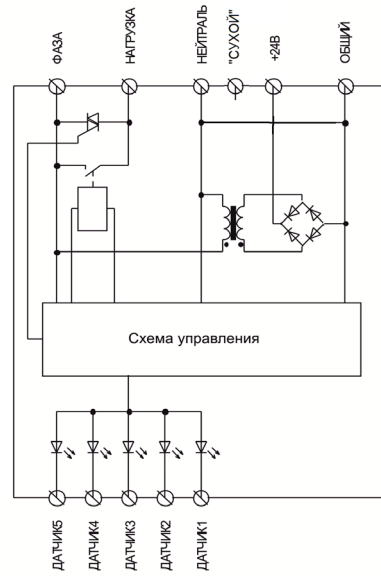 ФАЗА
НАГРУЗКА
НЕЙТРАЛЬ
"СУХОЙ"
+24В
ОБЩИЙ
Схема управления
ДАТЧИК5
ДАТЧИК4
ДАТЧИК3
ДАТЧИК2
ДАТЧИК1